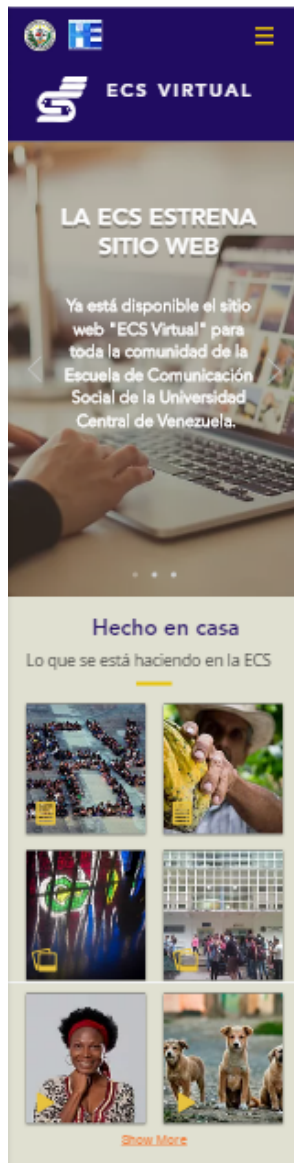 ECS VIRTUAL
LA ECS ESTRENA
SITIO WEB
Ya está disponible el sitio
web "ECS Virtual" para
toda la comunidad de la
Escuela de Comunicación
Social de la Universidad
Central de Venezuela.
Hecho en casa
Lo que se está haciendo en la ECS
Show More